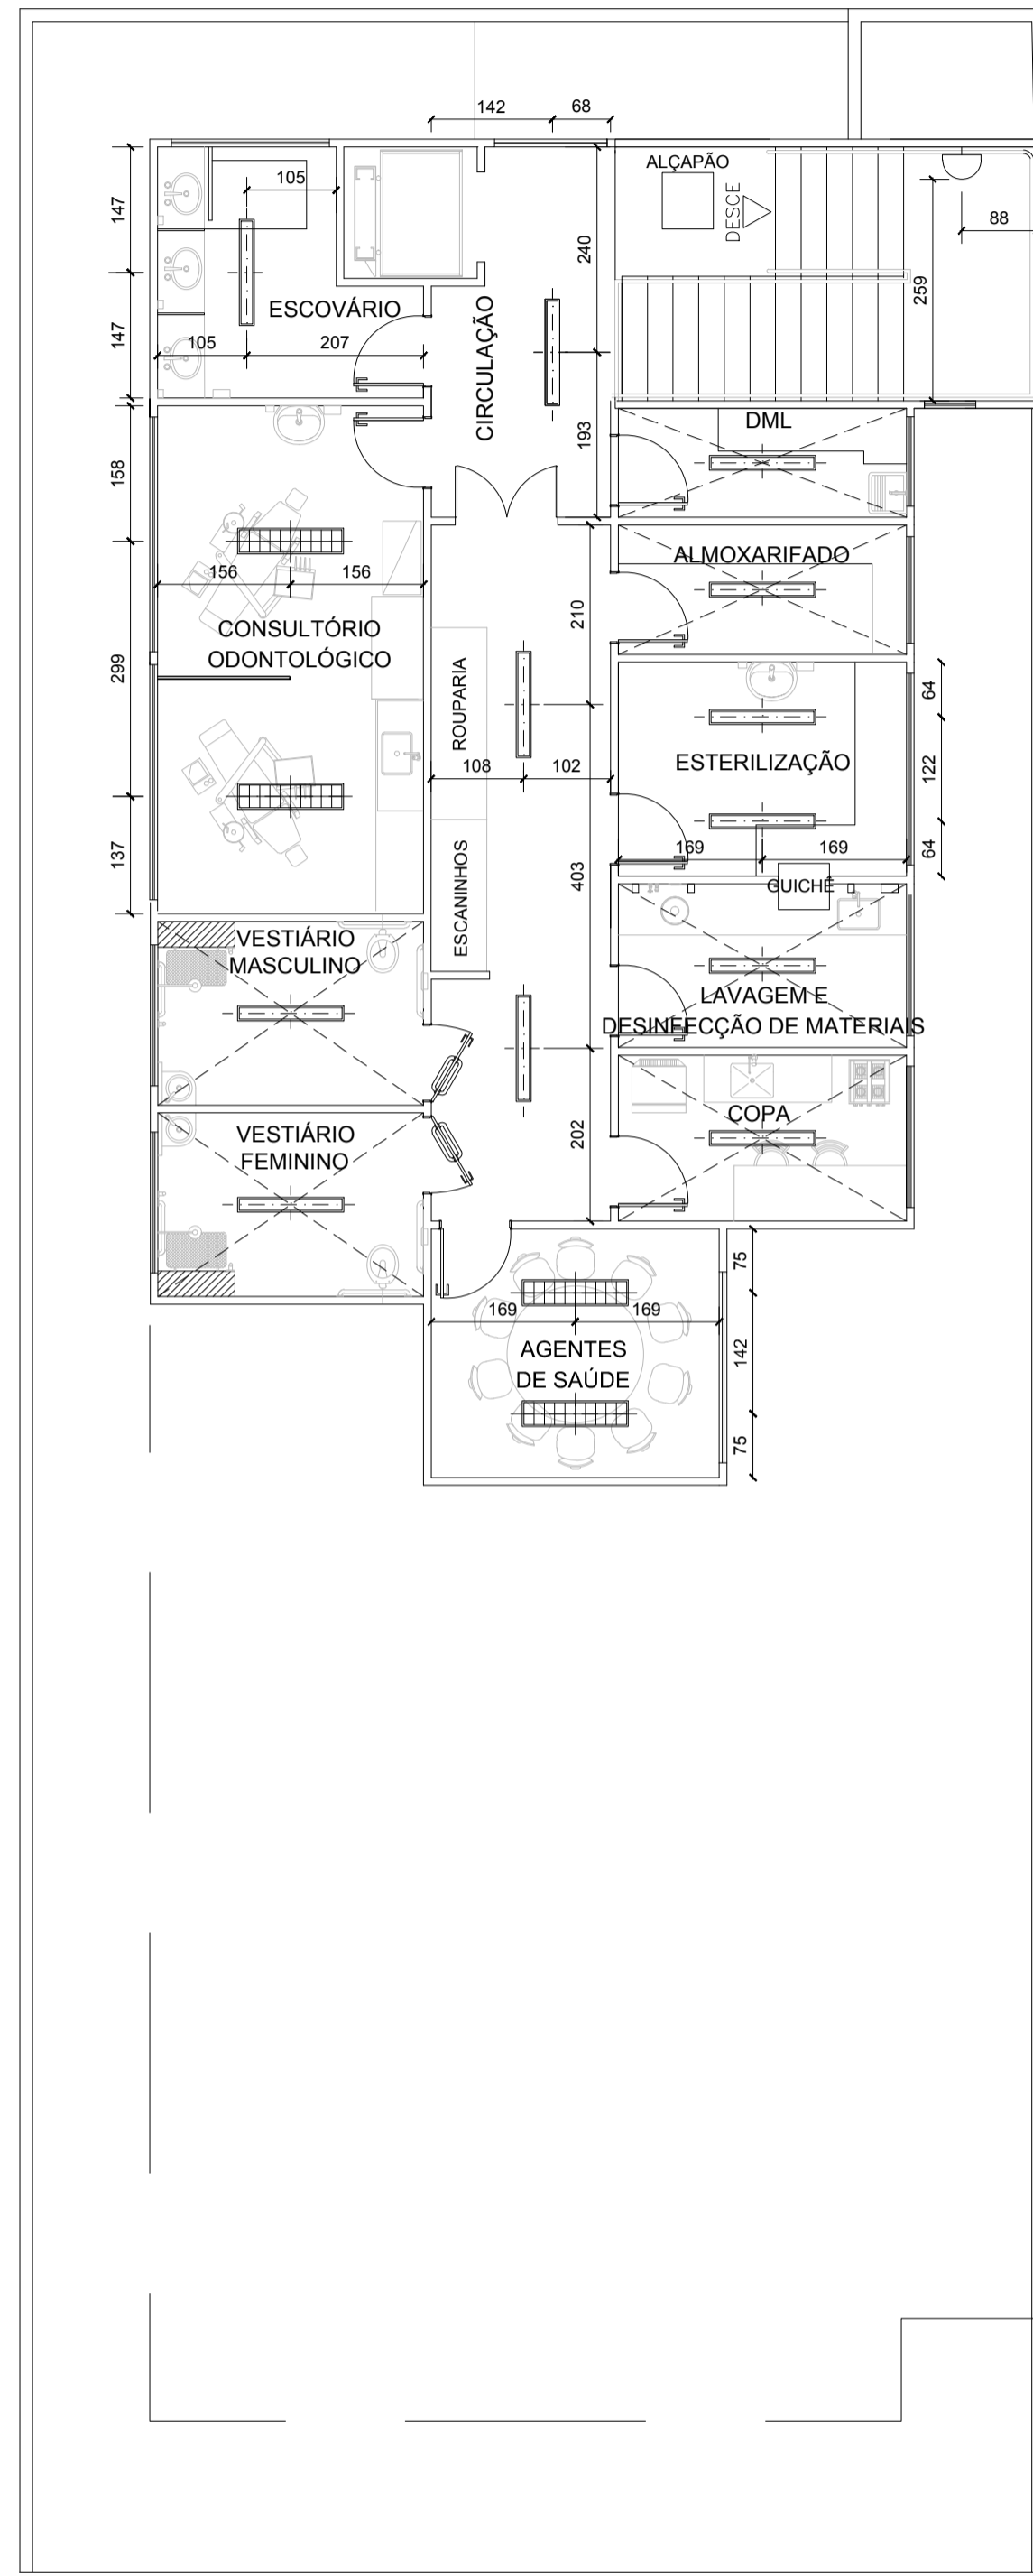 142
68
ALÇAPÃO
DESCE
105
147
240
88
259
ESCOVÁRIO
CIRCULAÇÃO
147
105
207
193
DML
158
ALMOXARIFADO
156
156
210
CONSULTÓRIO
ODONTOLÓGICO
299
ROUPARIA
64
ESTERILIZAÇÃO
108
102
122
137
169
169
64
ESCANINHOS
403
GUICHÊ
VESTIÁRIO
MASCULINO
LAVAGEM E
DESINFECÇÃO DE MATERIAIS
COPA
VESTIÁRIO
FEMININO
202
75
169
169
AGENTES
DE SAÚDE
142
75